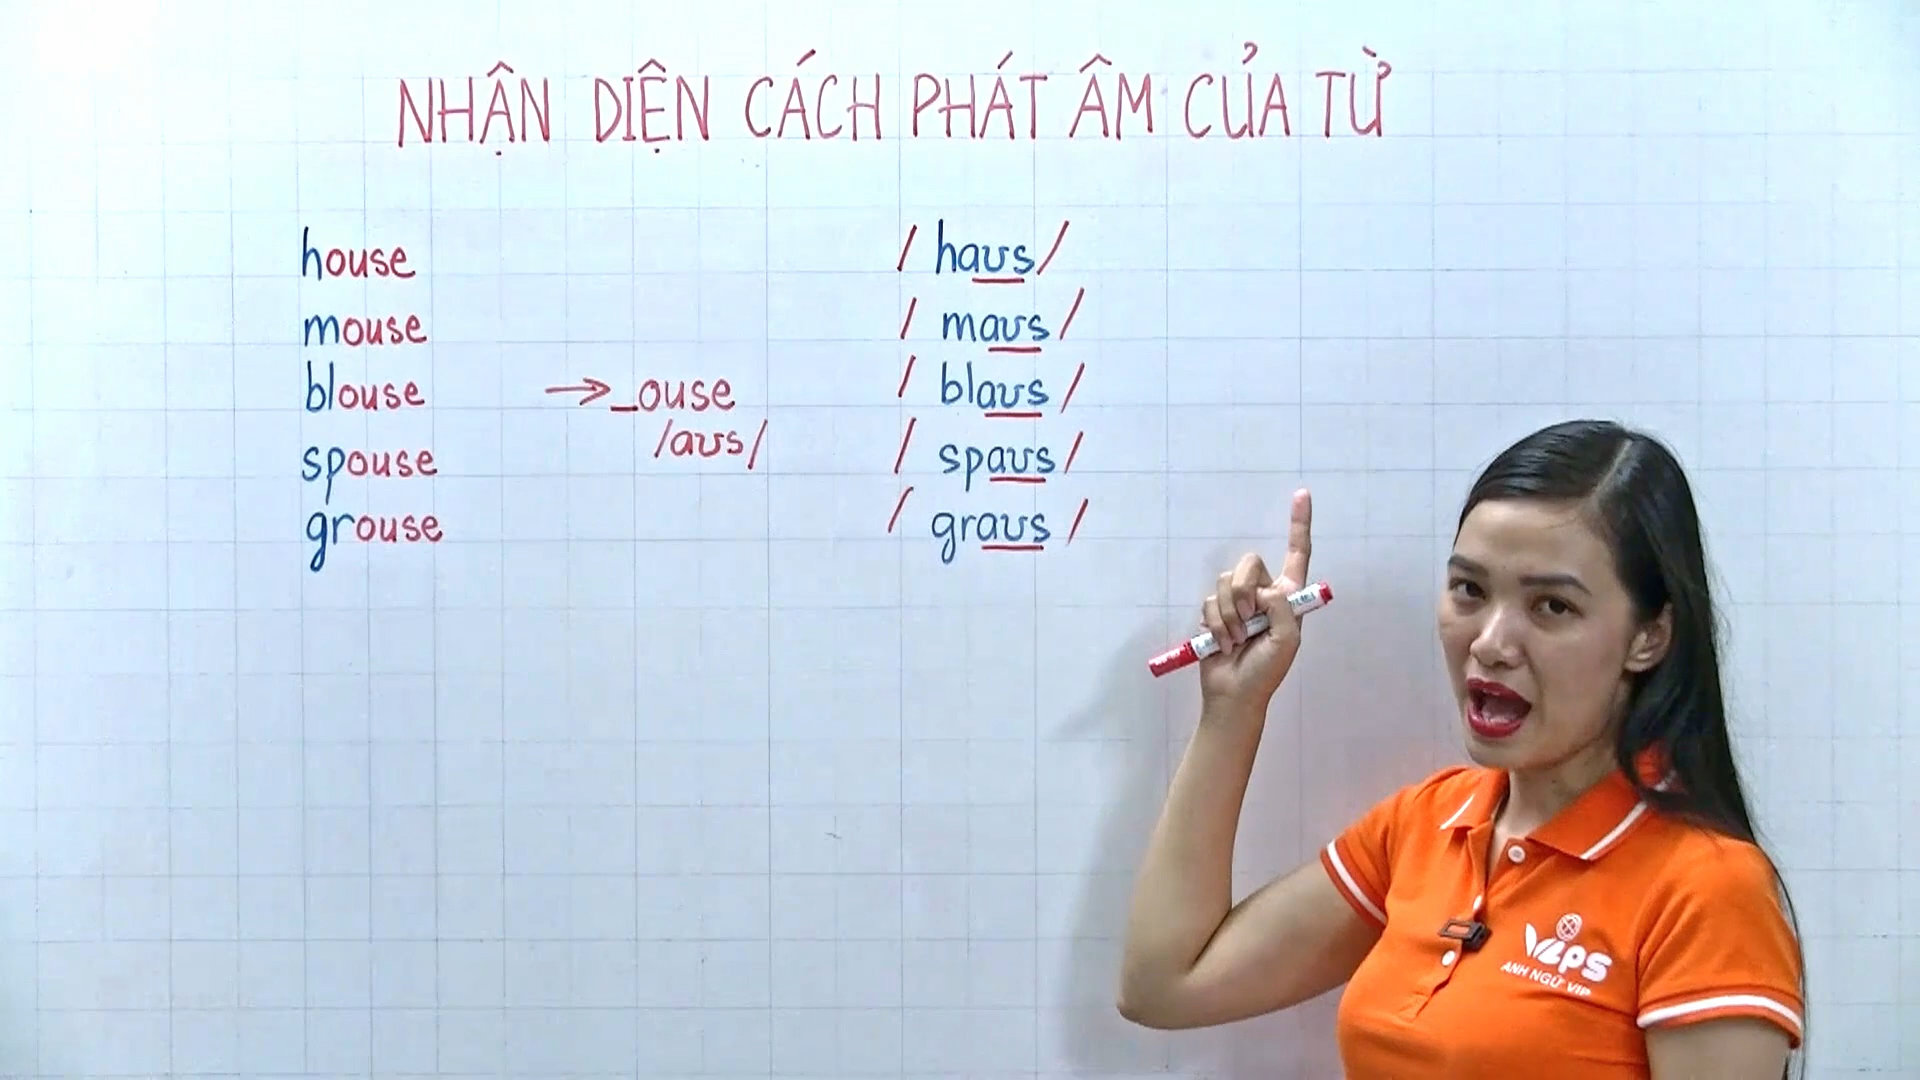 NHẬN DIỆN CÁCH PHÁT ÂM CỦA TỪ
house / haʊs /
mouse / maʊs /
blouse → _ouse / blaʊs /
/aʊs/
spouse / spaʊs /
grouse / graʊs /
VIPS
ANH NGỮ VIP